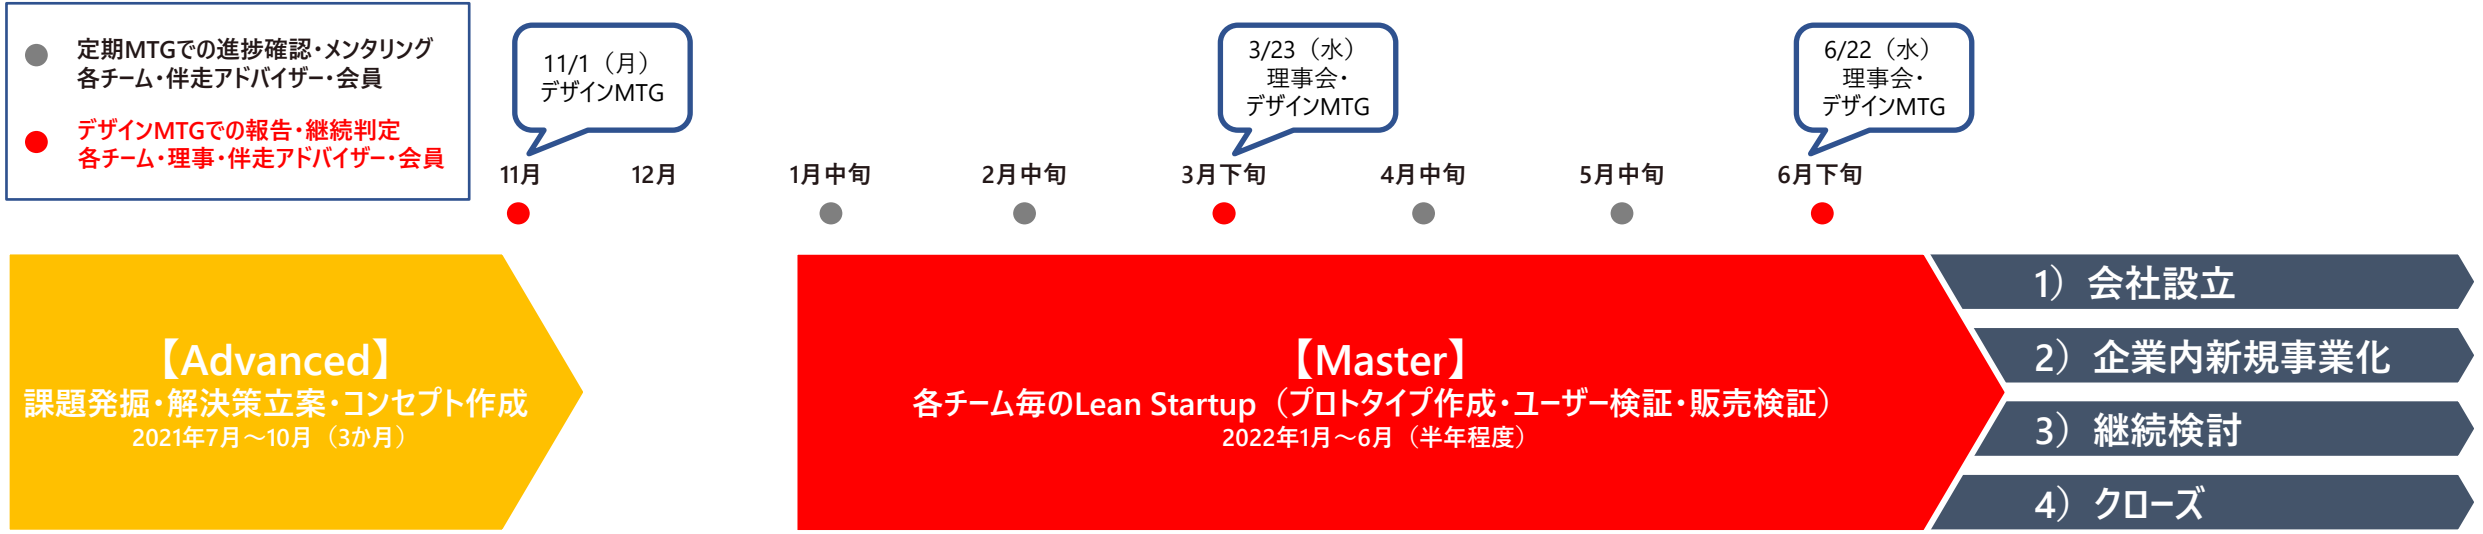 定期MTGでの進捗確認・メンタリング
各チーム・伴走アドバイザー・会員
デザインMTGでの報告・継続判定
各チーム・理事・伴走アドバイザー・会員
11/1（月）
デザインMTG
3/23（水）
理事会・
デザインMTG
6/22（水）
理事会・
デザインMTG
11月
12月
1月中旬
2月中旬
3月下旬
4月中旬
5月中旬
6月下旬
【Advanced】
課題発掘・解決策立案・コンセプト作成
2021年7月～10月（3か月）
【Master】
各チーム毎のLean Startup（プロトタイプ作成・ユーザー検証・販売検証）
2022年1月～6月（半年程度）
1）会社設立
2）企業内新規事業化
3）継続検討
4）クローズ